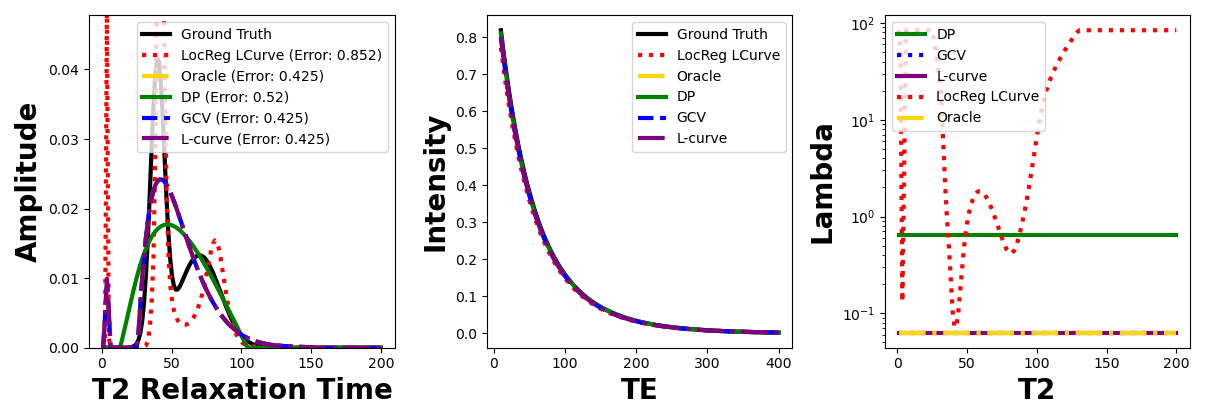 Amplitude
0.04
0.03
0.02
0.01
0.00
0
50
100
150
200
T2 Relaxation Time
Ground Truth
LocReg LCurve (Error: 0.852)
Oracle (Error: 0.425)
DP (Error: 0.52)
GCV (Error: 0.425)
L-curve (Error: 0.425)
Intensity
0.8
0.7
0.6
0.5
0.4
0.3
0.2
0.1
0.0
0
100
200
300
400
TE
Ground Truth
LocReg LCurve
Oracle
DP
GCV
L-curve
Lambda
10²
10¹
10⁰
10⁻¹
0
50
100
150
200
T2
DP
GCV
L-curve
LocReg LCurve
Oracle